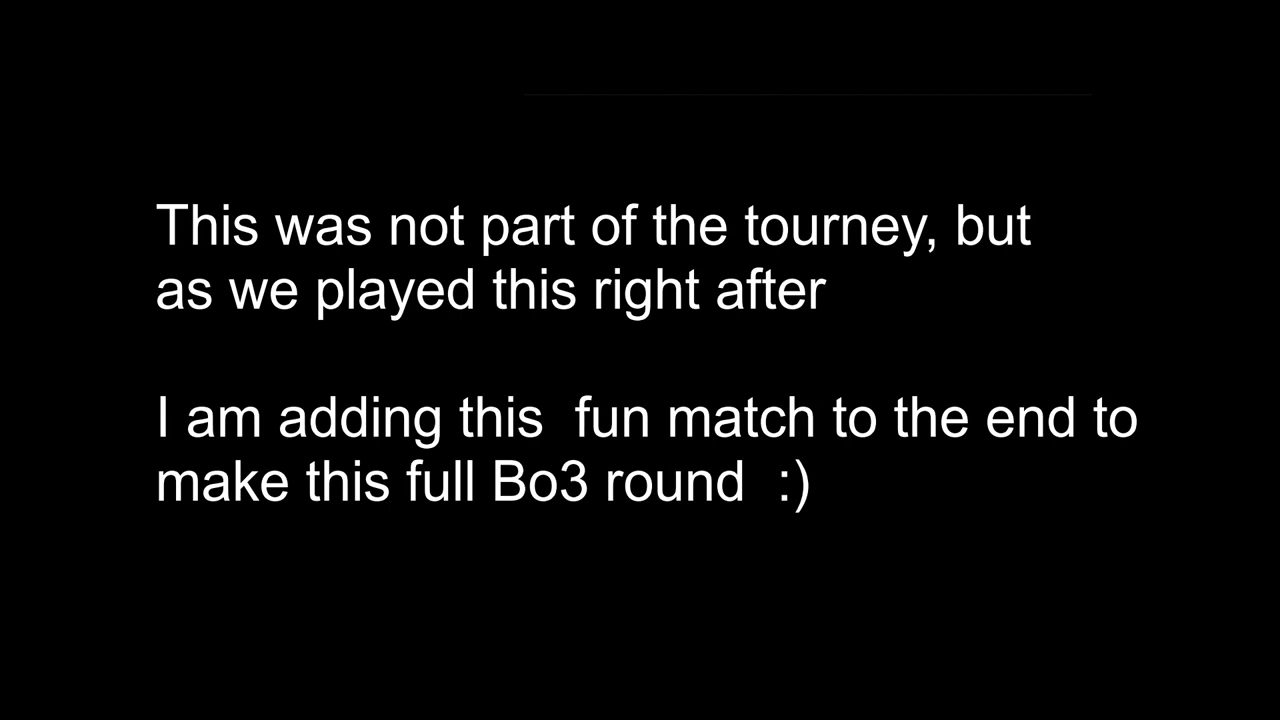 This was not part of the tourney, but
as we played this right after
I am adding this  fun match to the end to
make this full Bo3 round  :)